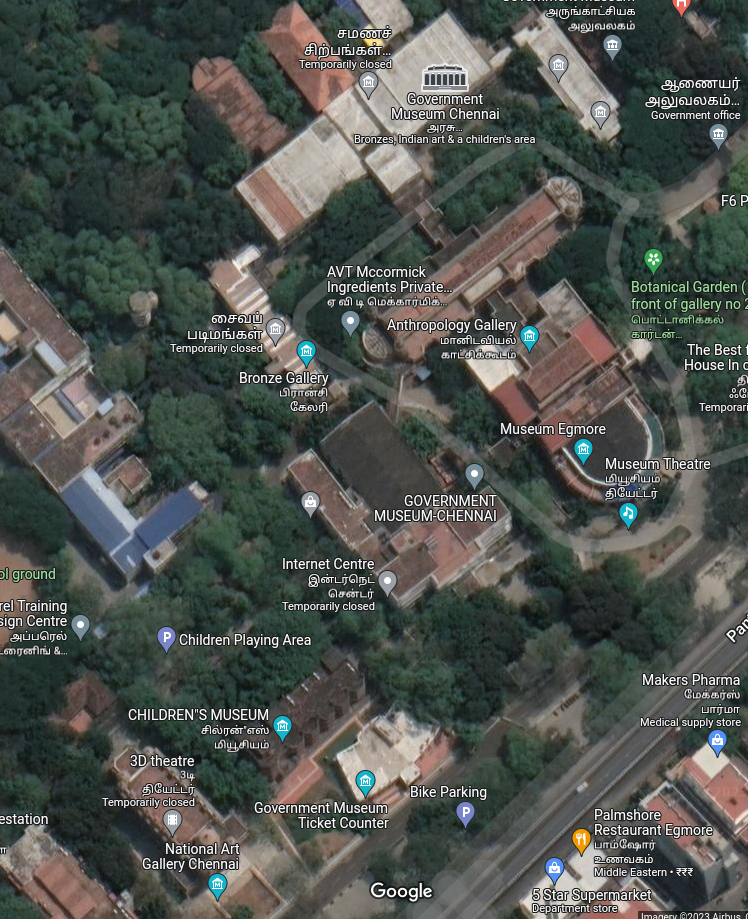 அருங்காட்சியக
அலுவலகம்
சமணச்
சிற்பங்கள்...
Temporarily closed
Government
Museum Chennai
அரசு...
Bronzes, Indian art & a children's area
ஆணையர்
அலுவலகம்...
Government office
F6 P
AVT Mccormick
Ingredients Private...
ஏ வி டி மெக்கார்மிக்...
Botanical Garden (
front of gallery no 2
பொட்டானிக்கல்
கார்டன்...
சைவப்
படிமங்கள்
Temporarily closed
Anthropology Gallery
மானிடவியல்
காட்சிக்கூடம்
The Best f
House In c
Temporari
Bronze Gallery
பிரான்சி
கேலரி
Museum Egmore
Museum Theatre
மியூசியம்
தியேட்டர்
GOVERNMENT
MUSEUM-CHENNAI
Internet Centre
இன்டர்நெட்
சென்டர்
Temporarily closed
ol ground
rel Training
sign Centre
அப்பரெல்
டரைனிங் &...
Children Playing Area
Pan
Makers Pharma
மேக்கர்ஸ்
பார்மா
Medical supply store
CHILDREN"S MUSEUM
சில்ரன்'எஸ்
மியூசியம்
3D theatre
3டி
தியேட்டர்
Temporarily closed
Government Museum
Ticket Counter
Bike Parking
estation
National Art
Gallery Chennai
Palmshore
Restaurant Egmore
பாம்ஷோர்
உணவகம்
Middle Eastern • ₹₹₹
5 Star Supermarket
Department store
Google
Imagery ©2023 Airbus